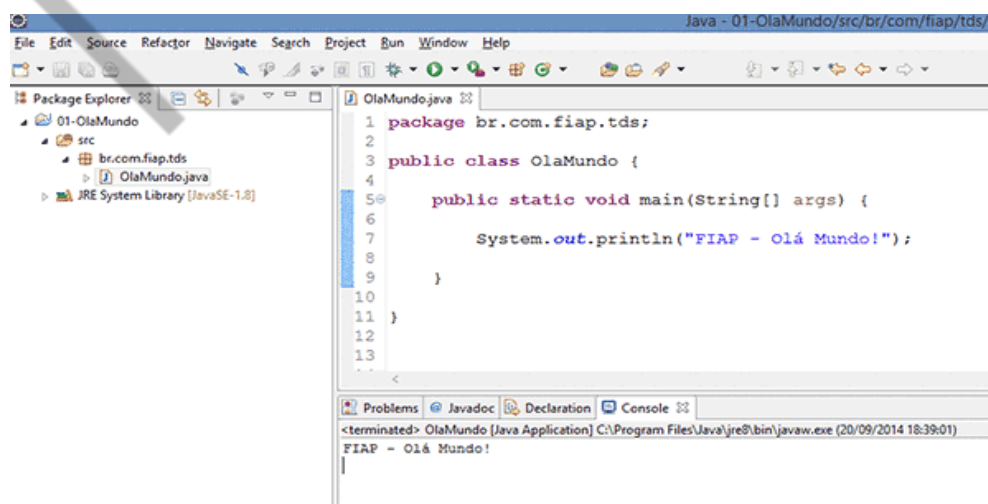 Java - 01-OlaMundo/src/br/com/fiap/tds/
File Edit Source Refactor Navigate Search Project Run Window Help
Package Explorer
01-OlaMundo
src
br.com.fiap.tds
OlaMundo.java
JRE System Library [JavaSE-1.8]
OlaMundo.java
1 package br.com.fiap.tds;
2
3 public class OlaMundo {
4
5 public static void main(String[] args) {
6
7 System.out.println("FIAP - Olá Mundo!");
8
9 }
10
11 }
12
13
Problems Javadoc Declaration Console
<terminated> OlaMundo [Java Application] C:\Program Files\Java\jre8\bin\javaw.exe (20/09/2014 18:39:01)
FIAP - Olá Mundo!